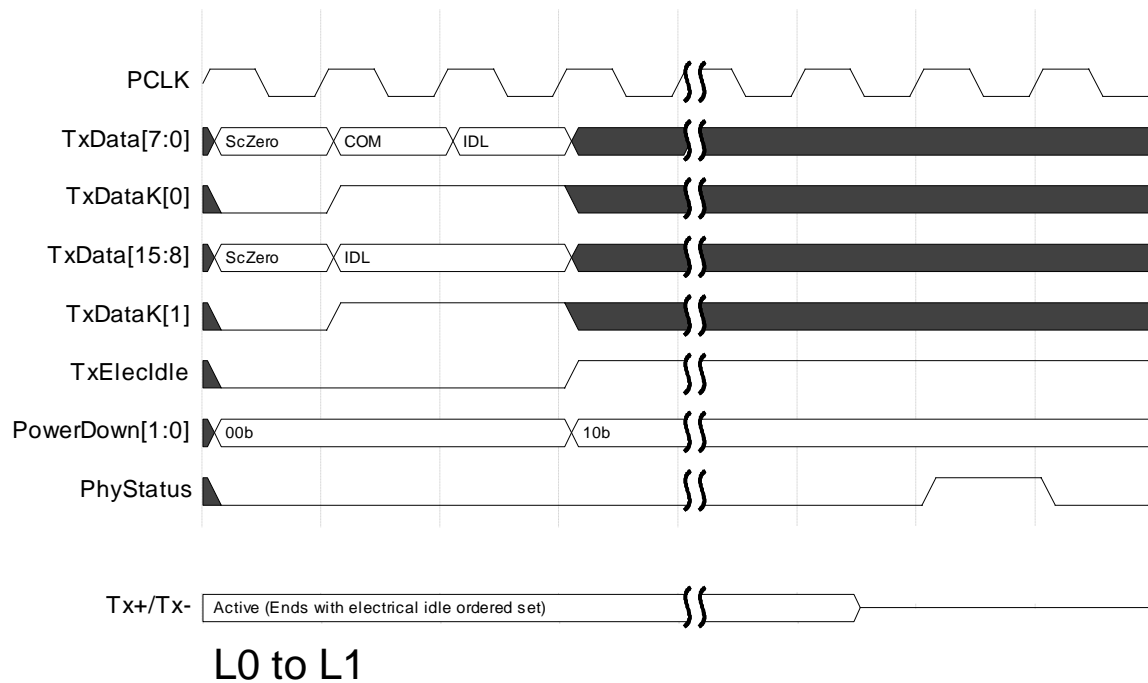 PCLK
TxData[7:0] ScZero COM IDL
TxDataK[0]
TxData[15:8] ScZero IDL
TxDataK[1]
TxElecIdle
PowerDown[1:0] 00b 10b
PhyStatus
Tx+/Tx- Active (Ends with electrical idle ordered set)
L0 to L1